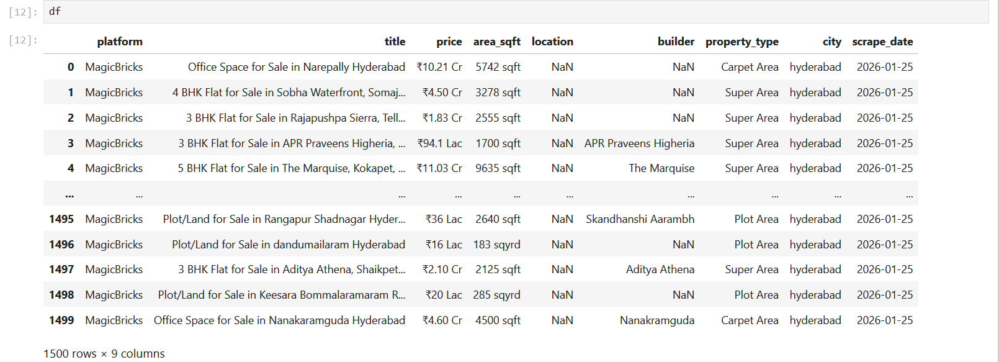 [12]: df
[12]:
platform title price area_sqft location builder property_type city scrape_date
0 MagicBricks Office Space for Sale in Narepally Hyderabad ₹10.21 Cr 5742 sqft NaN NaN Carpet Area hyderabad 2026-01-25
1 MagicBricks 4 BHK Flat for Sale in Sobha Waterfront, Somaj... ₹4.50 Cr 3278 sqft NaN NaN Super Area hyderabad 2026-01-25
2 MagicBricks 3 BHK Flat for Sale in Rajapushpa Sierra, Tell... ₹1.83 Cr 2555 sqft NaN NaN Super Area hyderabad 2026-01-25
3 MagicBricks 3 BHK Flat for Sale in APR Praveens Higheria, ... ₹94.1 Lac 1700 sqft NaN APR Praveens Higheria Super Area hyderabad 2026-01-25
4 MagicBricks 5 BHK Flat for Sale in The Marquise, Kokapet, ... ₹11.03 Cr 9635 sqft NaN The Marquise Super Area hyderabad 2026-01-25
... ... ... ... ... ... ... ... ... ...
1495 MagicBricks Plot/Land for Sale in Rangapur Shadnagar Hyder... ₹36 Lac 2640 sqft NaN Skandhanshi Aarambh Plot Area hyderabad 2026-01-25
1496 MagicBricks Plot/Land for Sale in dandumailaram Hyderabad ₹16 Lac 183 sqyrd NaN NaN Plot Area hyderabad 2026-01-25
1497 MagicBricks 3 BHK Flat for Sale in Aditya Athena, Shaikpet... ₹2.10 Cr 2125 sqft NaN Aditya Athena Super Area hyderabad 2026-01-25
1498 MagicBricks Plot/Land for Sale in Keesara Bommalaramaram R... ₹20 Lac 285 sqyrd NaN NaN Plot Area hyderabad 2026-01-25
1499 MagicBricks Office Space for Sale in Nanakaramguda Hyderabad ₹4.60 Cr 4500 sqft NaN Nanakramguda Carpet Area hyderabad 2026-01-25
1500 rows × 9 columns